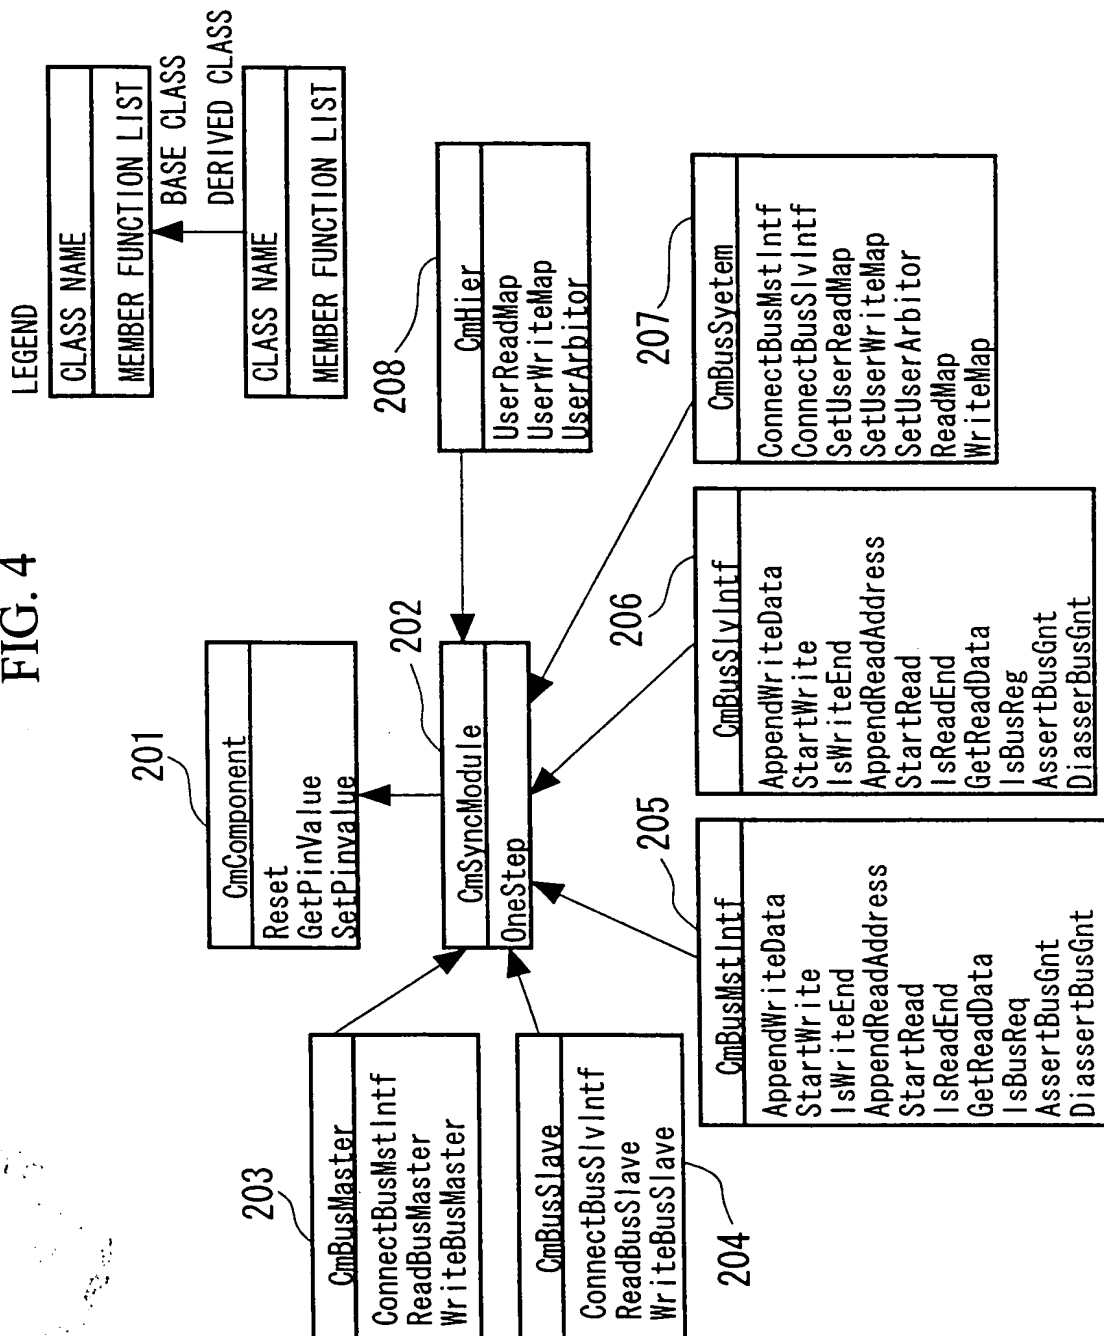 FIG. 4
LEGEND
CLASS NAME
MEMBER FUNCTION LIST
BASE CLASS
DERIVED CLASS
CLASS NAME
MEMBER FUNCTION LIST
201
CmComponent
Reset
GetPinValue
SetPinvalue
202
CmSyncModule
OneStep
208
CmHier
UserReadMap
UserWriteMap
UserArbitor
203
CmBusMaster
ConnectBusMstIntf
ReadBusMaster
WriteBusMaster
CmBusSlave
ConnectBusSlvIntf
ReadBusSlave
WriteBusSlave
204
205
CmBusMstIntf
AppendWriteData
StartWrite
IsWriteEnd
AppendReadAddress
StartRead
IsReadEnd
GetReadData
IsBusReq
AssertBusGnt
DiassertBusGnt
206
CmBusSlvIntf
AppendWriteData
StartWrite
IsWriteEnd
AppendReadAddress
StartRead
IsReadEnd
GetReadData
IsBusReg
AssertBusGnt
DiasserBusGnt
207
CmBusSyetem
ConnectBusMstIntf
ConnectBusSlvIntf
SetUserReadMap
SetUserWriteMap
SetUserArbitor
ReadMap
WriteMap